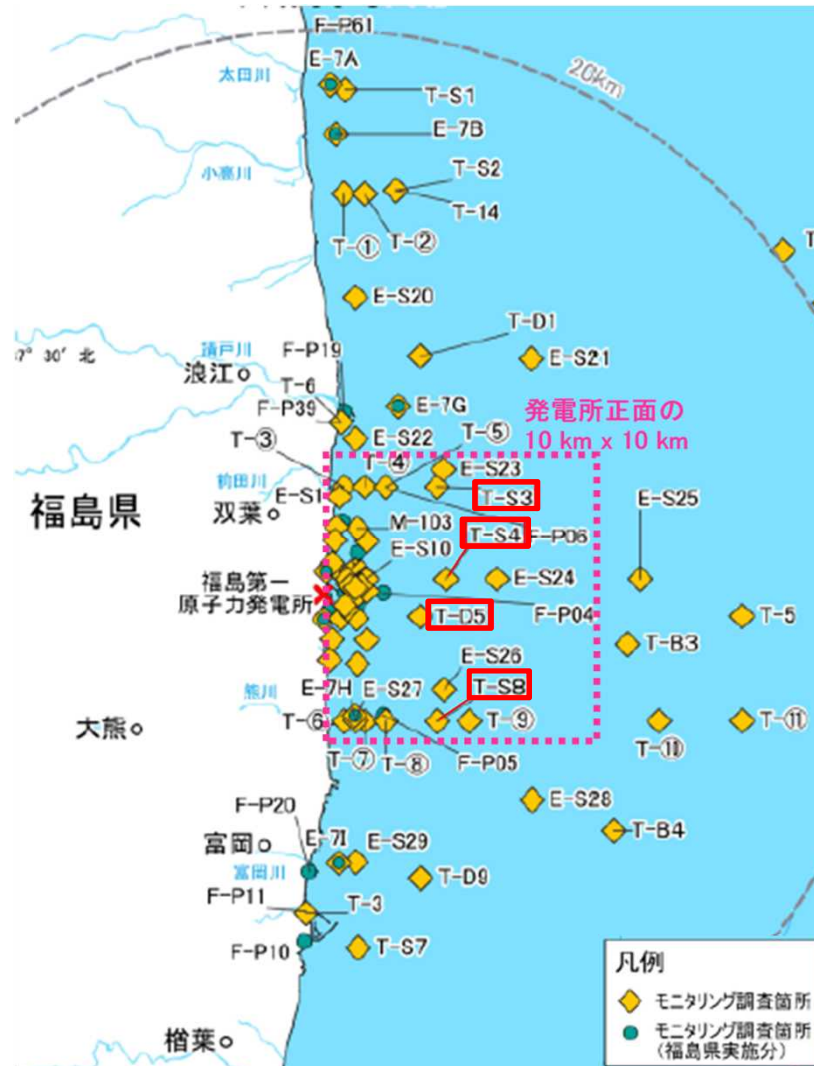 F-P61
E-7A
太田川
20km
T-S1
E-7B
小高川
T-S2
T-14
T-①
T-②
T
E-S20
T-D1
7° 30′ 北
請戸川
F-P19
E-S21
浪江
T-6
F-P39
E-7G
発電所正面の
10 km x 10 km
T-③
E-S22
T-⑤
T-④
E-S23
前田川
E-S1
T-S3
E-S25
福島県
双葉
M-103
T-S4
F-P06
E-S10
福島第一
原子力発電所
E-S24
T-D5
F-P04
T-5
T-B3
E-S26
熊川
E-7H
E-S27
T-S8
大熊
T-⑥
T-⑨
T-⑩
T-⑪
T-⑦
T-⑧
F-P05
F-P20
E-S28
富岡
E-7I
E-S29
T-B4
富岡川
T-D9
F-P11
T-3
F-P10
T-S7
凡例
モニタリング調査箇所
モニタリング調査箇所
(福島県実施分)
楢葉